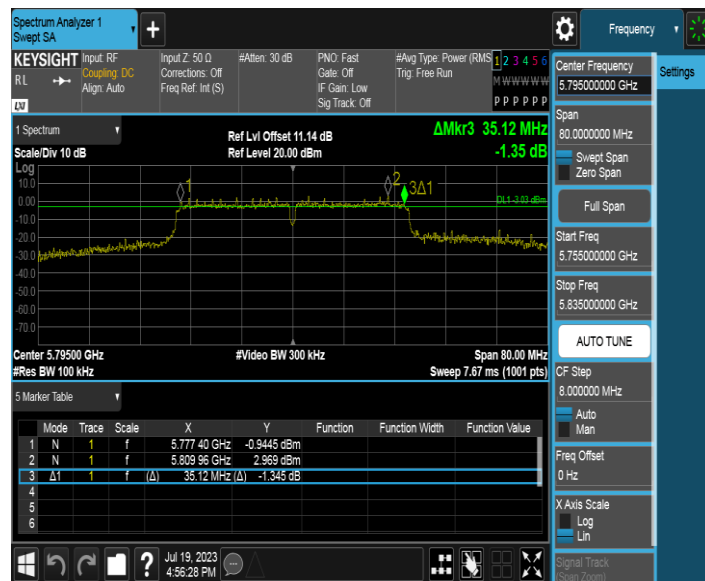 Spectrum Analyzer 1
Swept SA
+
Frequency
KEYSIGHT
RL
LXI
Input: RF
Coupling: DC
Align: Auto
Input Z: 50 Ω
Corrections: Off
Freq Ref: Int (S)
#Atten: 30 dB
PNO: Fast
Gate: Off
IF Gain: Low
Sig Track: Off
#Avg Type: Power (RMS
Trig: Free Run
1 2 3 4 5 6
M W W W W W
P P P P P P
1 Spectrum
Scale/Div 10 dB
Ref Lvl Offset 11.14 dB
Ref Level 20.00 dBm
ΔMkr3 35.12 MHz
-1.35 dB
Log
10.0
0.00
-10.0
-20.0
-30.0
-40.0
-50.0
-60.0
-70.0
1
2
3Δ1
DL1 -3.03 dBm
Center 5.79500 GHz
#Res BW 100 kHz
#Video BW 300 kHz
Span 80.00 MHz
Sweep 7.67 ms (1001 pts)
5 Marker Table
Mode Trace Scale X Y Function Function Width Function Value
1 N 1 f 5.777 40 GHz -0.9445 dBm
2 N 1 f 5.809 96 GHz 2.969 dBm
3 Δ1 1 f (Δ) 35.12 MHz (Δ) -1.345 dB
4
5
6
?
Jul 19, 2023
4:56:28 PM
Center Frequency
5.795000000 GHz
Span
80.0000000 MHz
Swept Span
Zero Span
Full Span
Start Freq
5.755000000 GHz
Stop Freq
5.835000000 GHz
AUTO TUNE
CF Step
8.000000 MHz
Auto
Man
Freq Offset
0 Hz
X Axis Scale
Log
Lin
Signal Track
(Span Zoom)
Settings